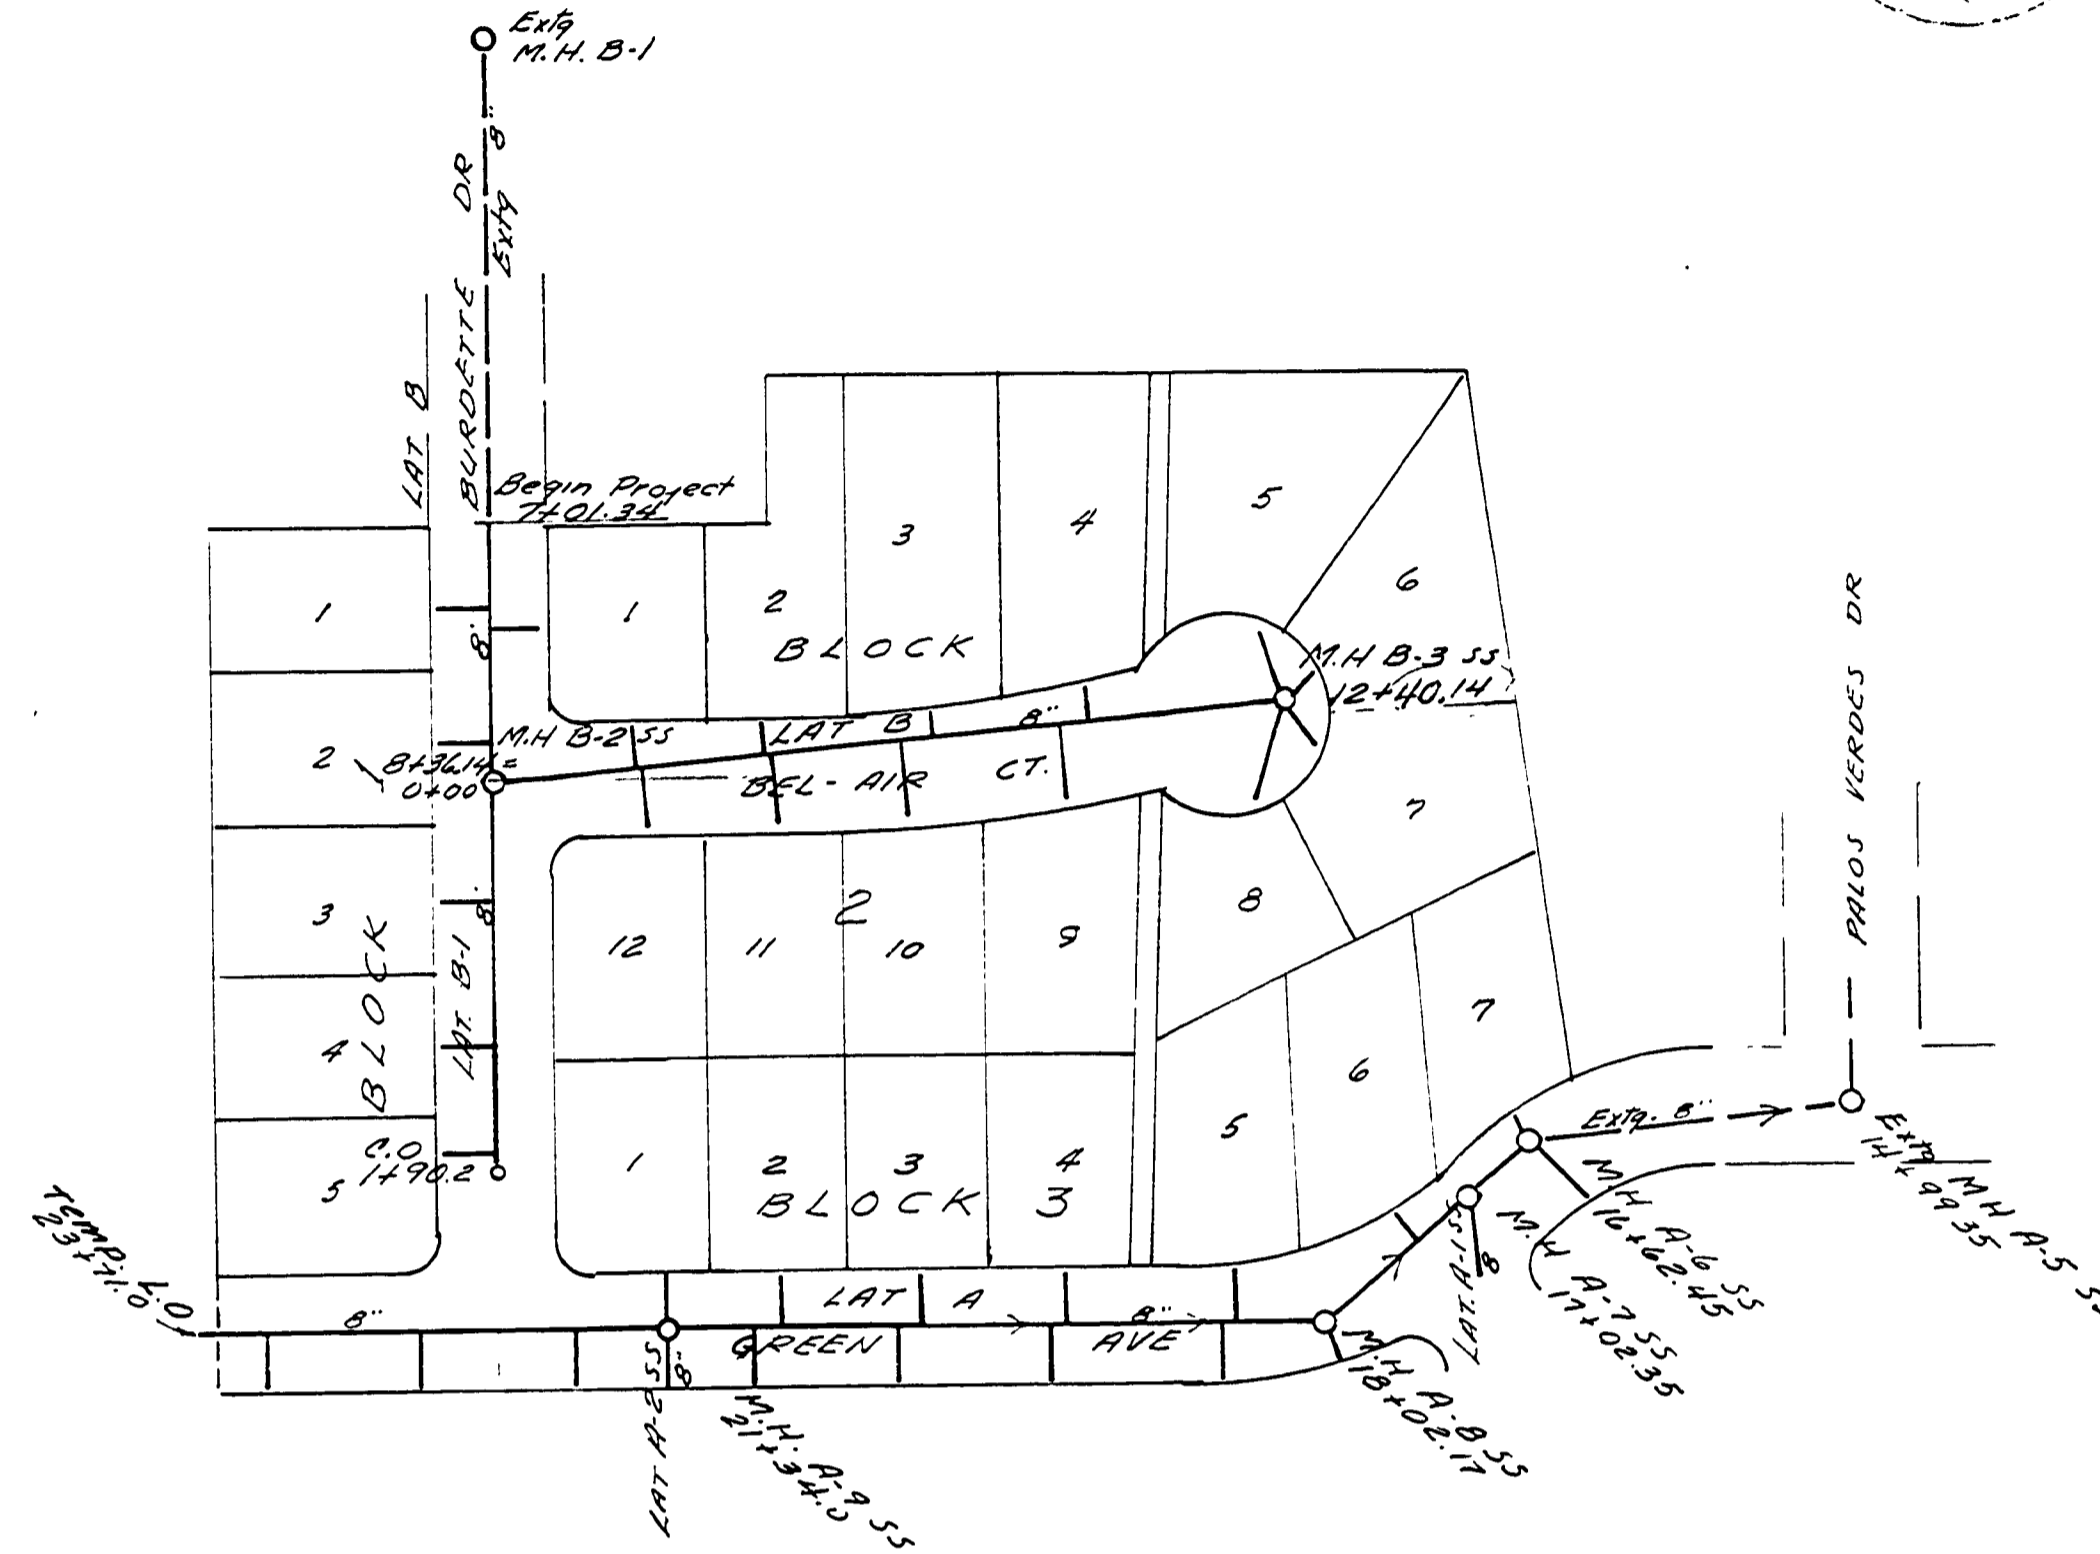 Extg
M.H. B-1
8"
Extg
BURDETTE DR
LAT B
Begin Project
7+01.34
1
2
3
4
5
BLOCK
1
2
3
4
5
6
7
8
9
10
11
12
BLOCK
2
8"
M.H B-2 SS
8+36.14 =
0+00
LAT B
8"
BEL-AIR CT.
M.H B-3 SS
12+40.14
PALOS VERDES DR
8"
LAT. B-1
C.O
1+90.2
1
2
3
4
5
6
7
BLOCK 3
Extg. 8"
Extg M H A-5 SS
14+99 35
M H A-6 SS
16+62.45
M.H A-7 SS
17+02.35
LAT. A-1 SS
8
M.H A-8 SS
18+02.17
LAT A
8"
8"
GREEN AVE
LAT A-2 SS
8"
M.H. A-9 SS
21+34.0
Temp.
23+11.0